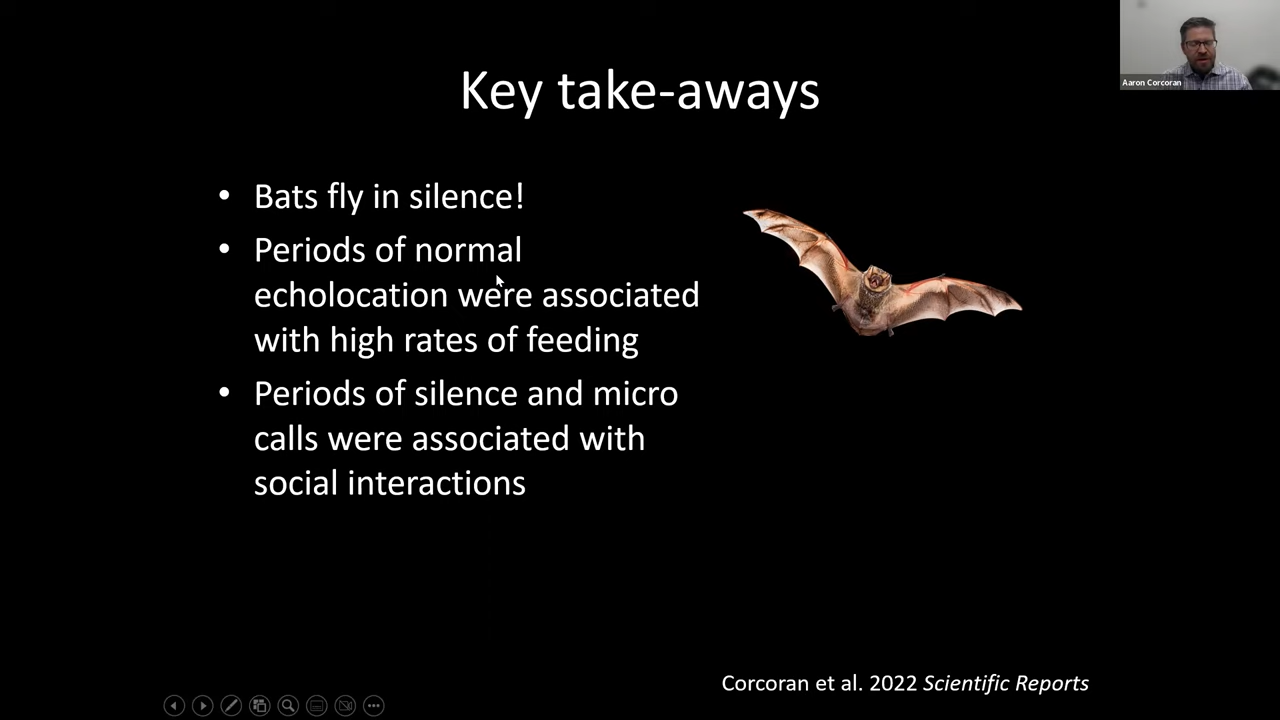 Aaron Corcoran
Key take-aways
• Bats fly in silence!
• Periods of normal
echolocation were associated
with high rates of feeding
• Periods of silence and micro
calls were associated with
social interactions
Corcoran et al. 2022 Scientific Reports